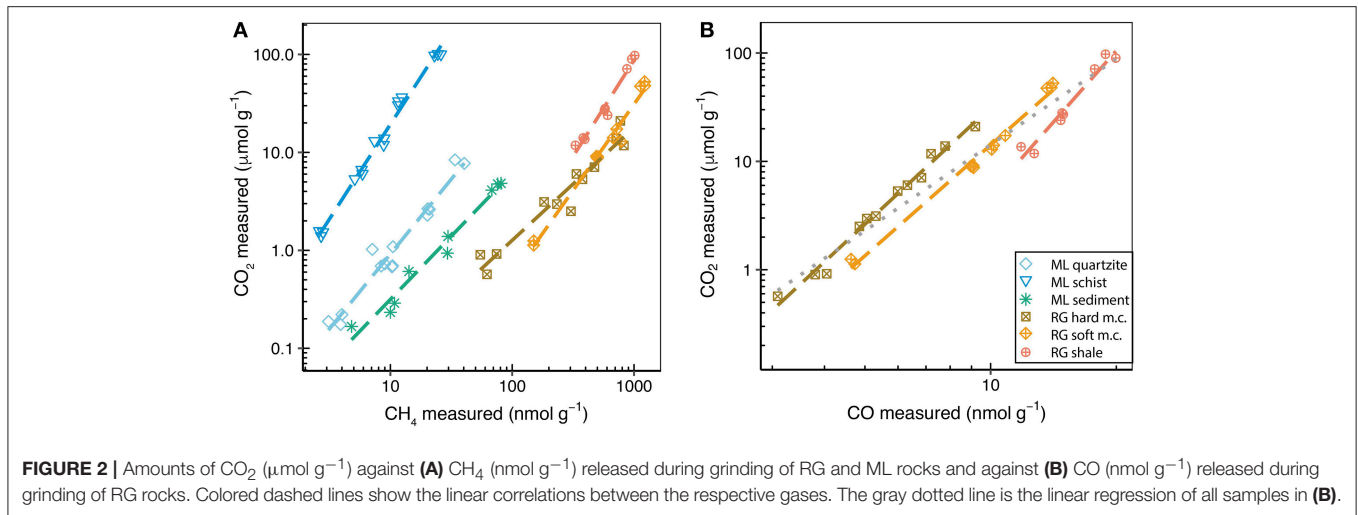 A
B
CO₂ measured (μmol g⁻¹)
100.0
10.0
1.0
0.1
10
100
1000
CH₄ measured (nmol g⁻¹)
CO₂ measured (μmol g⁻¹)
100
10
1
10
CO measured (nmol g⁻¹)
ML quartzite
ML schist
ML sediment
RG hard m.c.
RG soft m.c.
RG shale
FIGURE 2 | Amounts of CO₂ (μmol g⁻¹) against (A) CH₄ (nmol g⁻¹) released during grinding of RG and ML rocks and against (B) CO (nmol g⁻¹) released during
grinding of RG rocks. Colored dashed lines show the linear correlations between the respective gases. The gray dotted line is the linear regression of all samples in (B).